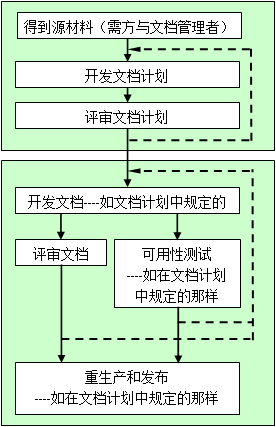 得到源材料（需方与文档管理者）
开发文档计划
评审文档计划
开发文档----如文档计划中规定的
评审文档
可用性测试
----如在文档计划
中规定的那样
重生产和发布
----如在文档计划中规定的那样